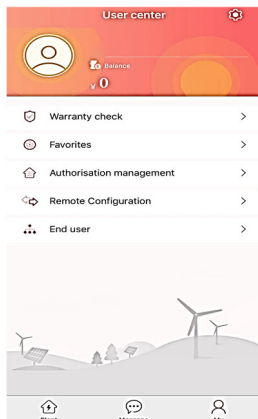 User center
Balance
¥ 0
Warranty check
Favorites
Authorisation management
Remote Configuration
End user